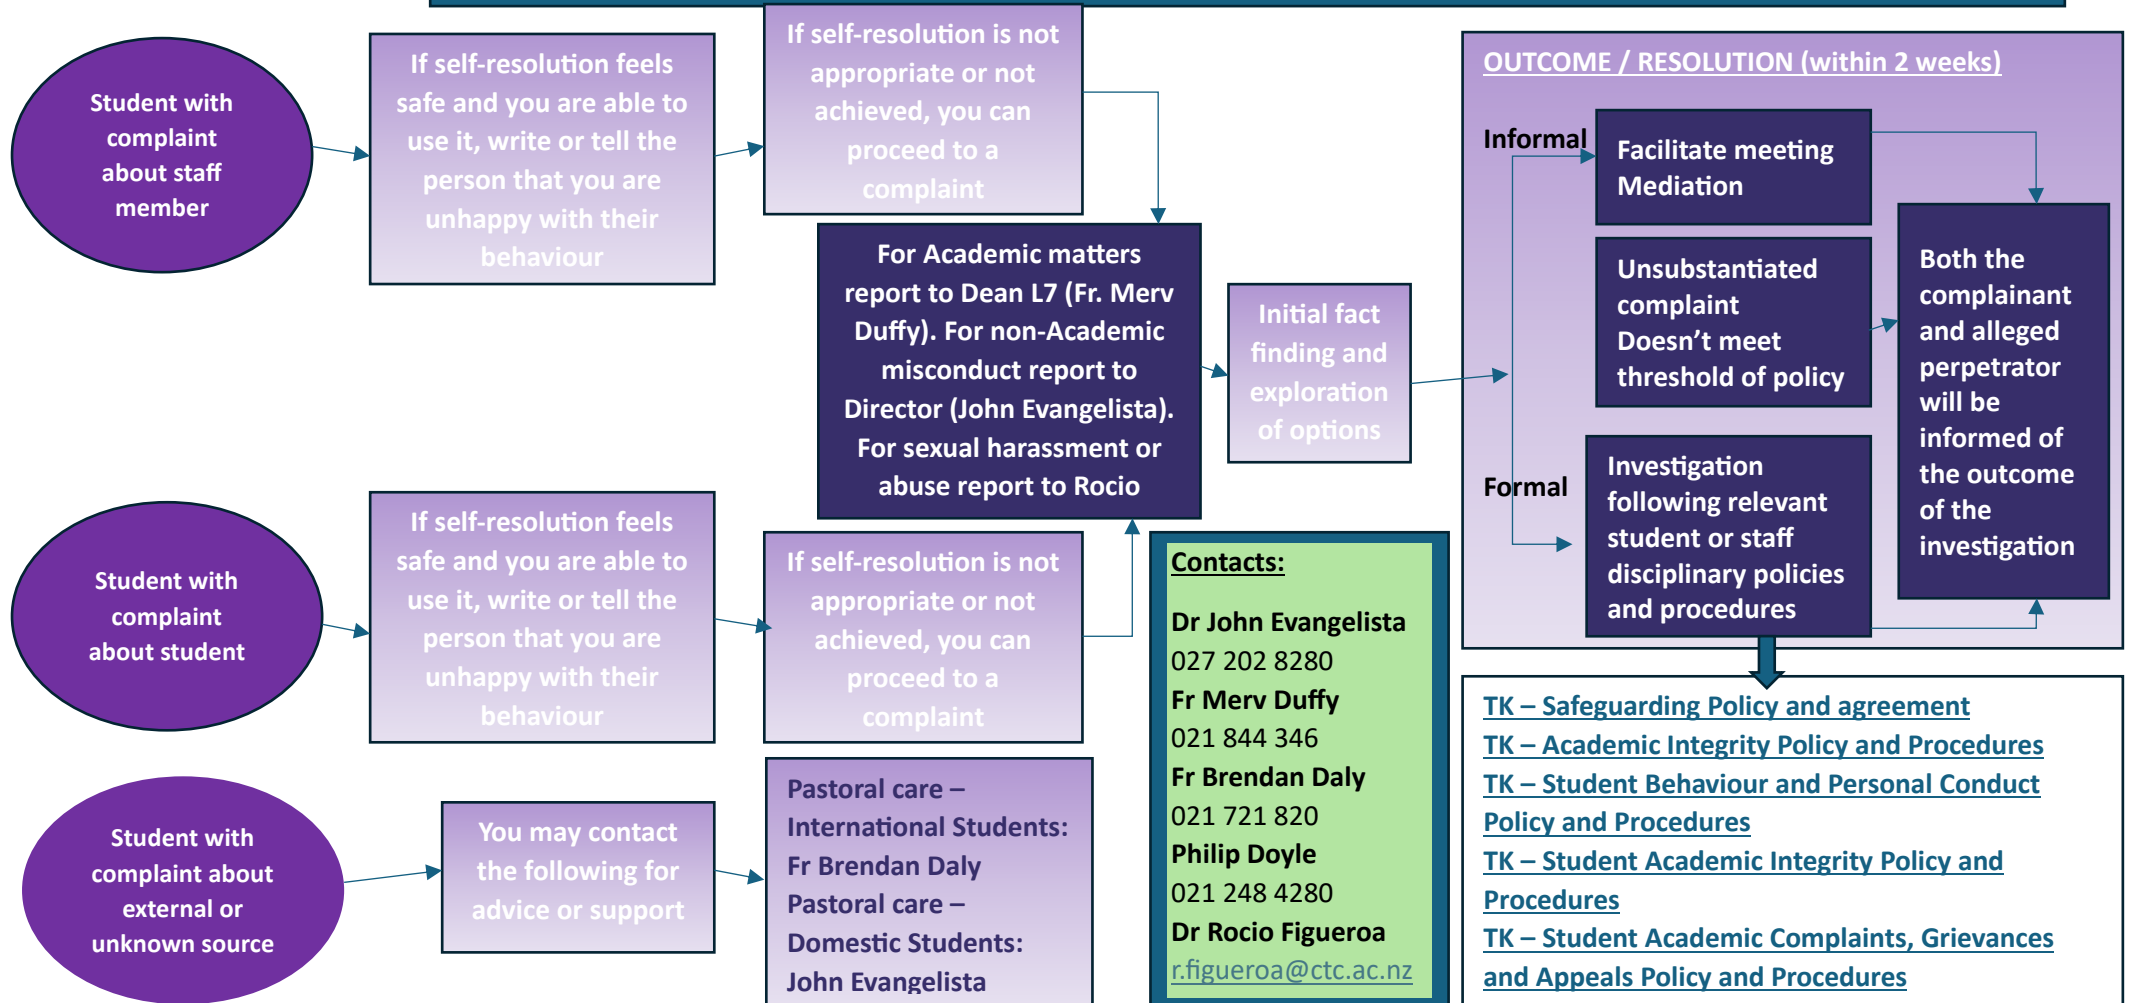 Student with
complaint
about staff
member
If self-resolution feels
safe and you are able to
use it, write or tell the
person that you are
unhappy with their
behaviour
If self-resolution is not
appropriate or not
achieved, you can
proceed to a
complaint
For Academic matters
report to Dean L7 (Fr. Merv
Duffy). For non-Academic
misconduct report to
Director (John Evangelista).
For sexual harassment or
abuse report to Rocio
Initial fact
finding and
exploration
of options
OUTCOME / RESOLUTION (within 2 weeks)
Informal
Facilitate meeting
Mediation
Unsubstantiated
complaint
Doesn’t meet
threshold of policy
Formal
Investigation
following relevant
student or staff
disciplinary policies
and procedures
Both the
complainant
and alleged
perpetrator
will be
informed of
the outcome
of the
investigation
Student with
complaint
about student
If self-resolution feels
safe and you are able to
use it, write or tell the
person that you are
unhappy with their
behaviour
If self-resolution is not
appropriate or not
achieved, you can
proceed to a
complaint
Student with
complaint about
external or
unknown source
You may contact
the following for
advice or support
Pastoral care –
International Students:
Fr Brendan Daly
Pastoral care –
Domestic Students:
John Evangelista
Contacts:
Dr John Evangelista
027 202 8280
Fr Merv Duffy
021 844 346
Fr Brendan Daly
021 721 820
Philip Doyle
021 248 4280
Dr Rocio Figueroa
r.figueroa@ctc.ac.nz
TK – Safeguarding Policy and agreement
TK – Academic Integrity Policy and Procedures
TK – Student Behaviour and Personal Conduct
Policy and Procedures
TK – Student Academic Integrity Policy and
Procedures
TK – Student Academic Complaints, Grievances
and Appeals Policy and Procedures